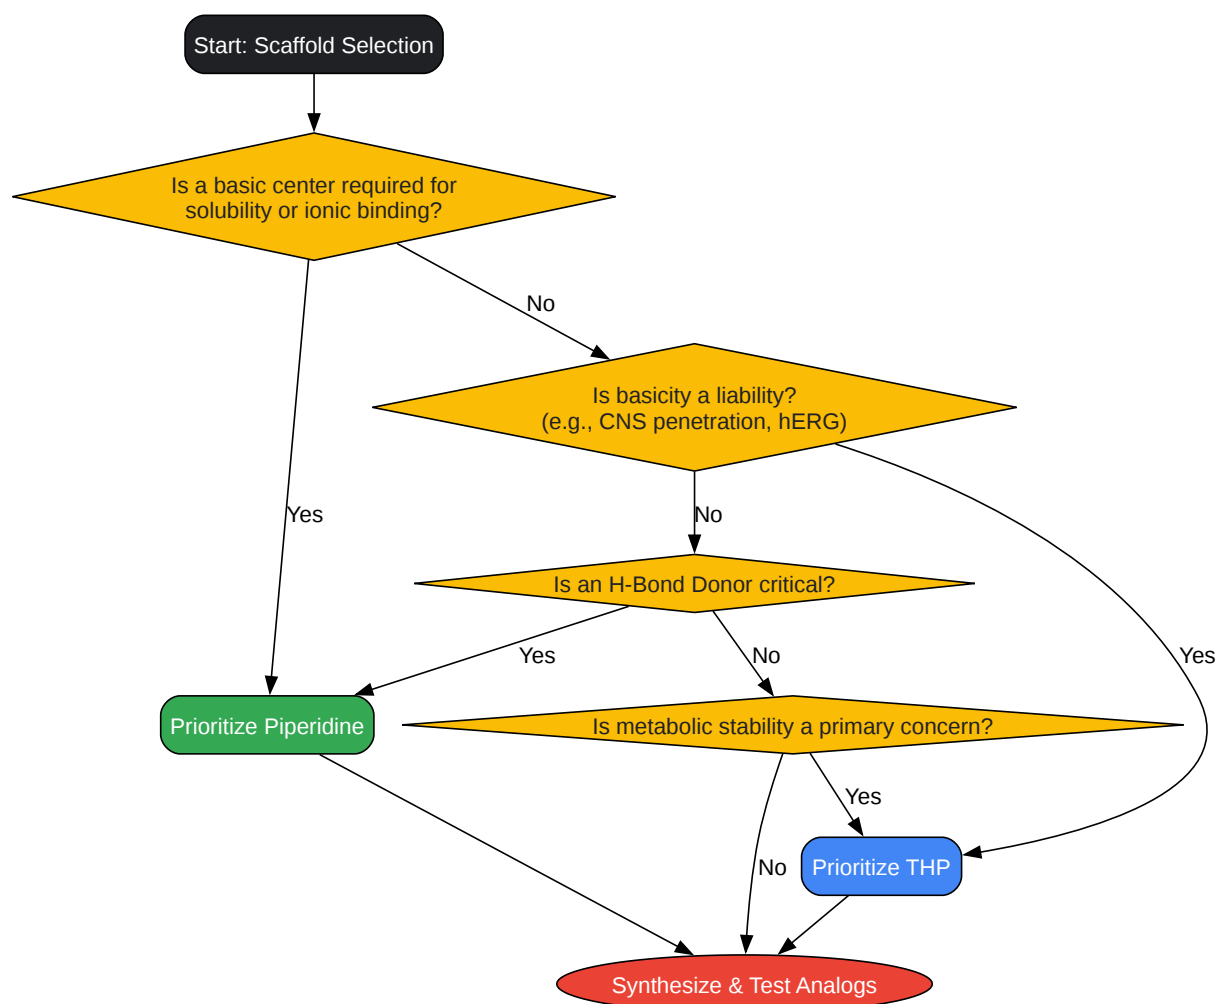 Start: Scaffold Selection
Is a basic center required for
solubility or ionic binding?
No
Is basicity a liability?
(e.g., CNS penetration, hERG)
Yes
No
Is an H-Bond Donor critical?
Yes
No
Yes
Prioritize Piperidine
Is metabolic stability a primary concern?
Yes
No
Prioritize THP
Synthesize & Test Analogs